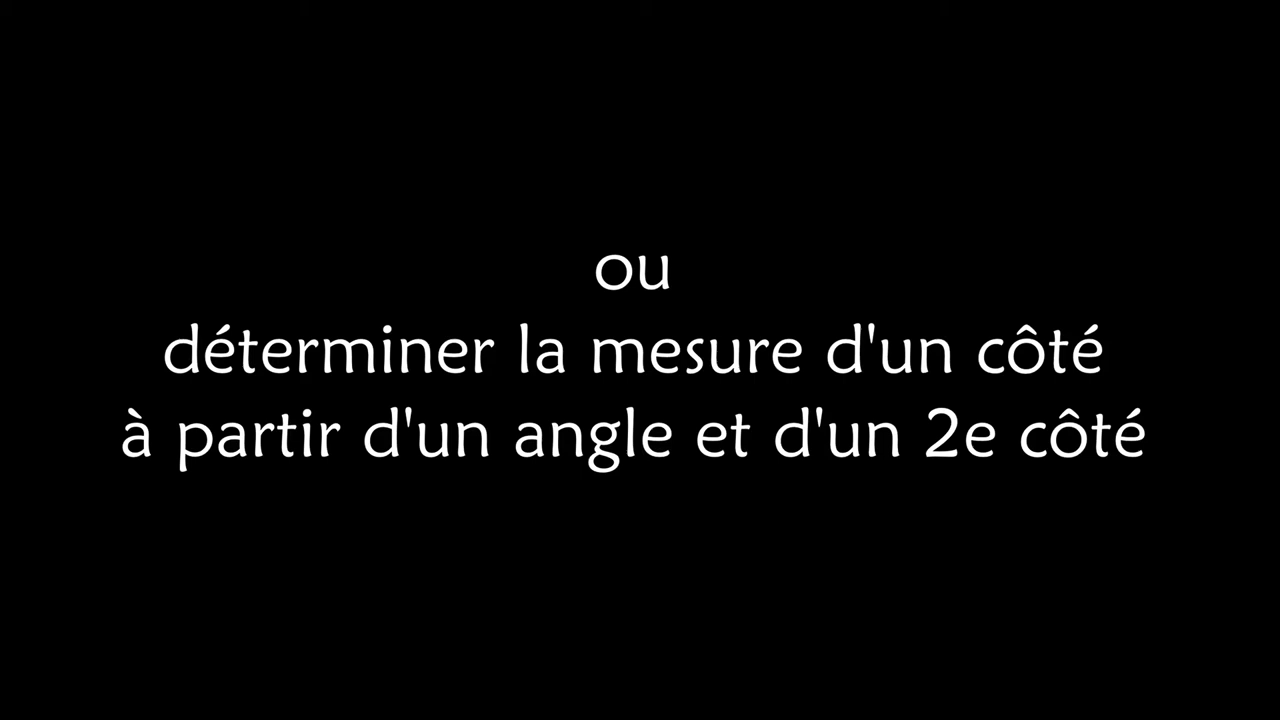 ou
déterminer la mesure d'un côté
à partir d'un angle et d'un 2e côté